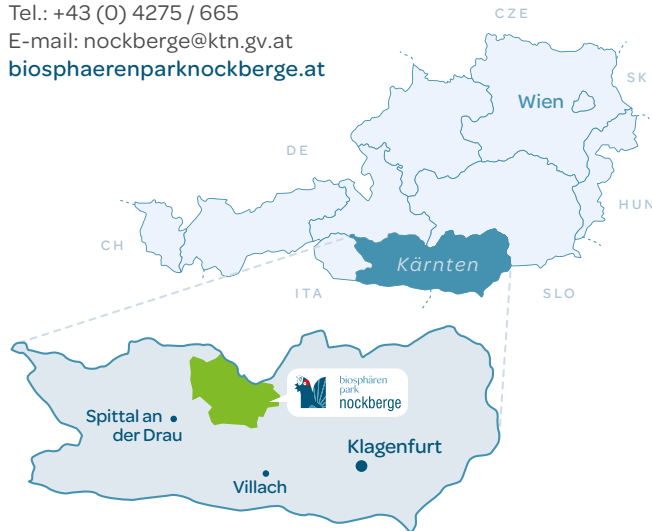 Tel.: +43 (0) 4275 / 665
E-mail: nockberge@ktn.gv.at
biosphaerenparknockberge.at
CZE
SK
Wien
DE
HUN
CH
Kärnten
ITA
SLO
biosphären
park
nockberge
Spittal an
der Drau
Klagenfurt
Villach